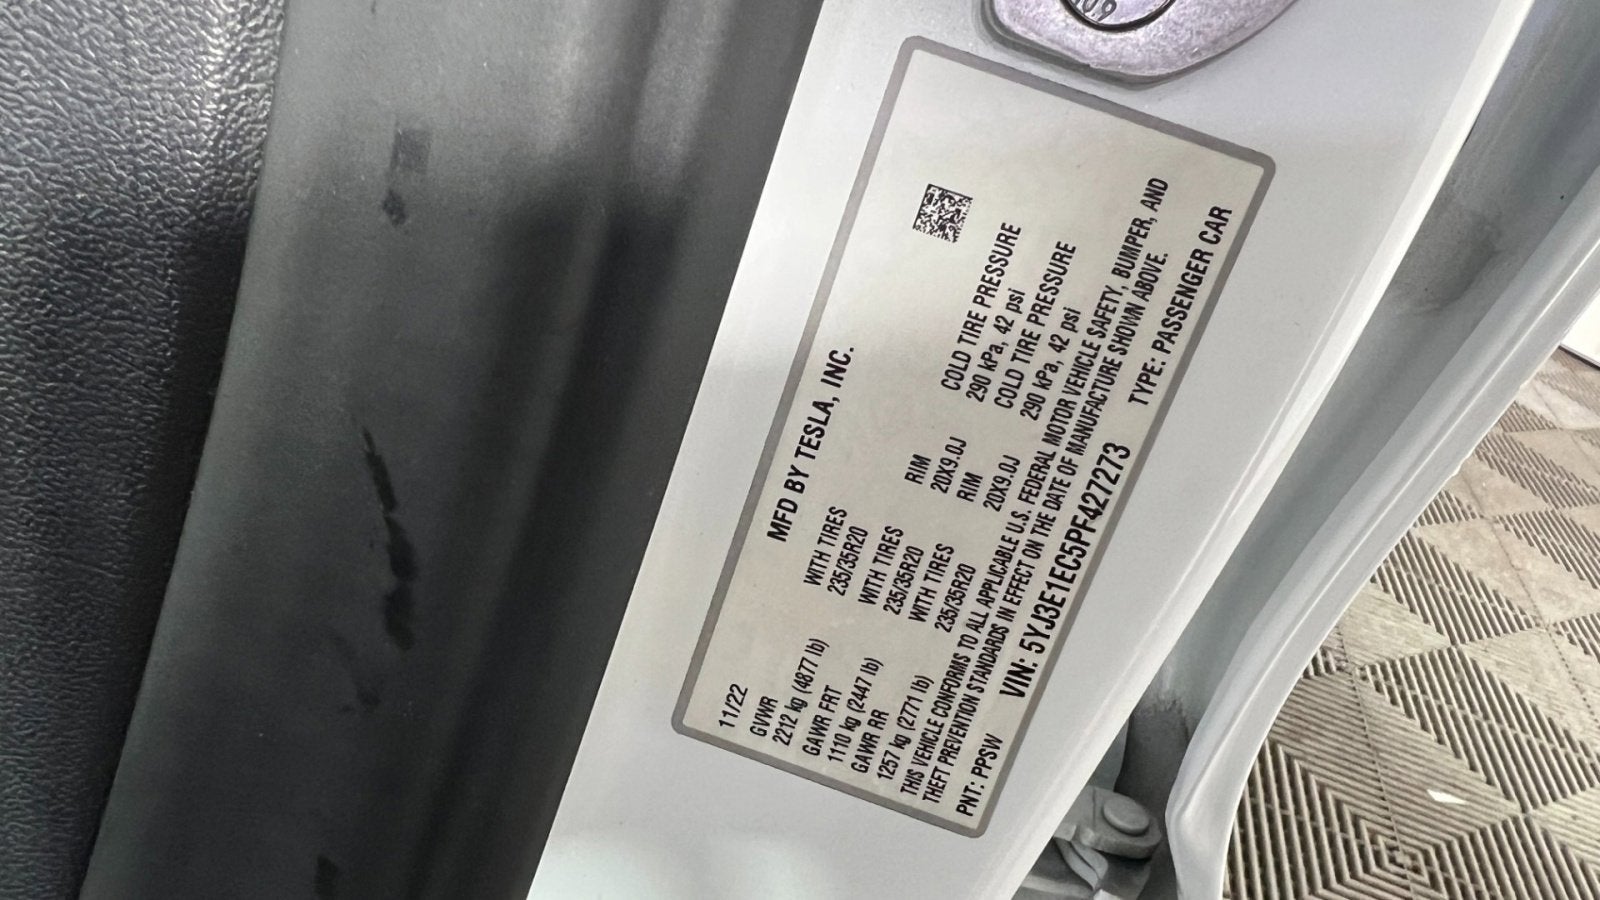 MFD BY TESLA, INC.
11/22
GVWR WITH TIRES RIM COLD TIRE PRESSURE
2212 kg (4877 lb) 235/35R20 20X9.0J 290 kPa, 42 psi
GAWR FRT WITH TIRES RIM COLD TIRE PRESSURE
1110 kg (2447 lb) 235/35R20 20X9.0J 290 kPa, 42 psi
GAWR RR WITH TIRES
1257 kg (2771 lb) 235/35R20
THIS VEHICLE CONFORMS TO ALL APPLICABLE U.S. FEDERAL MOTOR VEHICLE SAFETY, BUMPER, AND
THEFT PREVENTION STANDARDS IN EFFECT ON THE DATE OF MANUFACTURE SHOWN ABOVE.
PNT: PPSW VIN: 5YJ3E1EC5PF427273 TYPE: PASSENGER CAR